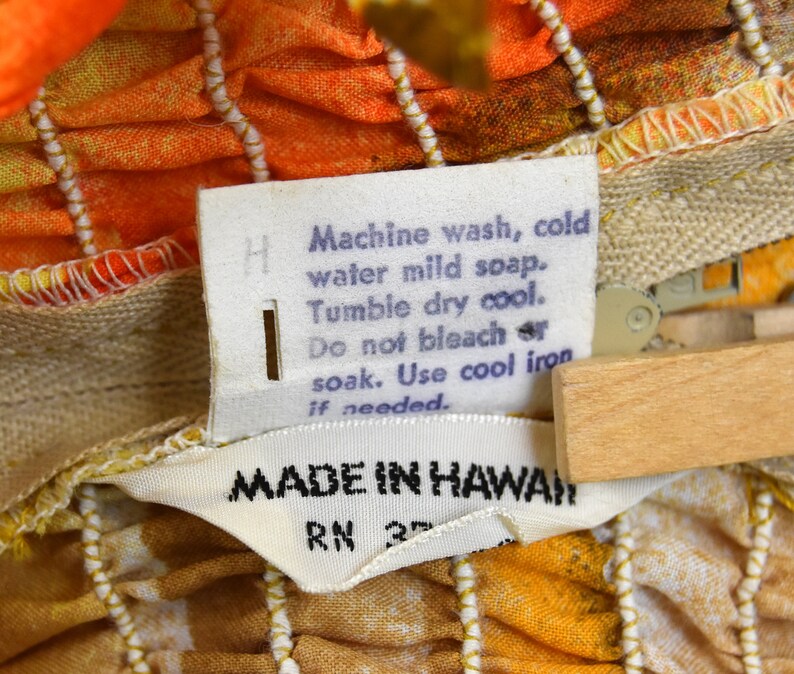 H
Machine wash, cold
water mild soap.
Tumble dry cool.
Do not bleach or
soak. Use cool iron
if needed.
MADE IN HAWAII
RN 37